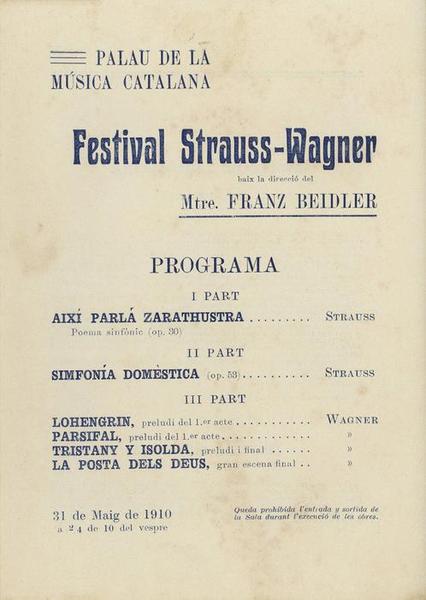 PALAU DE LA
MÚSICA CATALANA
Festival Strauss-Wagner
baix la direcció del
Mtre. FRANZ BEIDLER
PROGRAMA
I PART
AIXÍ PARLÁ ZARATHUSTRA ......... STRAUSS
Poema simfònic (op. 30)
II PART
SIMFONÍA DOMÈSTICA (op. 53) .......... STRAUSS
III PART
LOHENGRIN, preludi del 1.er acte ........... WAGNER
PARSIFAL, preludi del 1.er acte ............. »
TRISTANY Y ISOLDA, preludi i final ...... »
LA POSTA DELS DEUS, gran escena final .. »
31 de Maig de 1910
a 2/4 de 10 del vespre
Queda prohibida l'entrada y sortida de
la Sala durant l'execució de les obres.